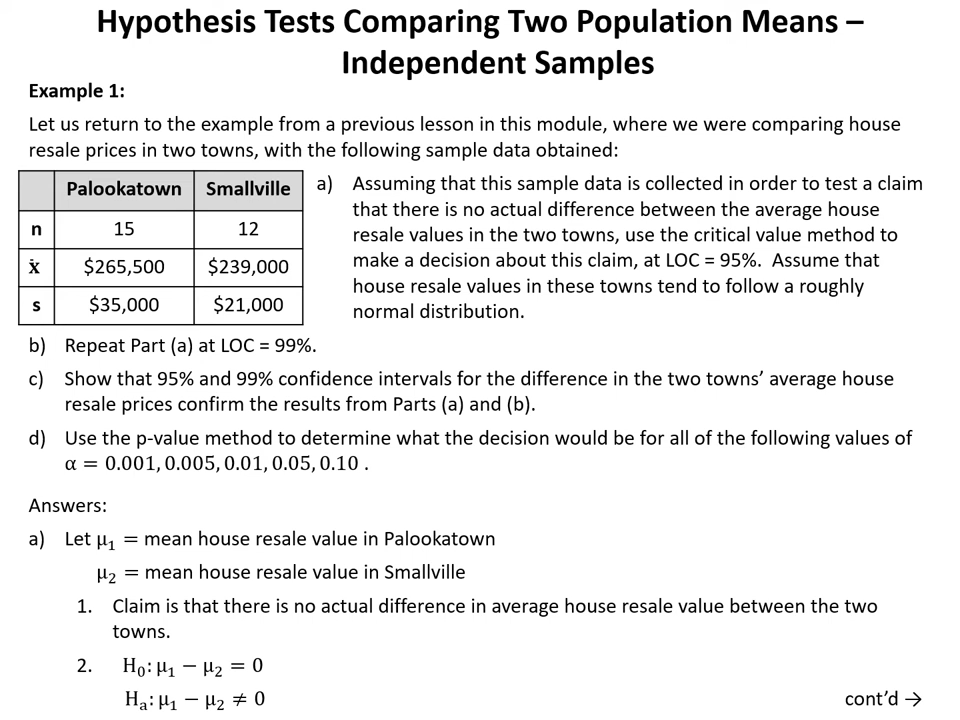 Hypothesis Tests Comparing Two Population Means –
Independent Samples
Example 1:
Let us return to the example from a previous lesson in this module, where we were comparing house
resale prices in two towns, with the following sample data obtained:
Palookatown Smallville
n 15 12
ẋ $265,500 $239,000
s $35,000 $21,000
a) Assuming that this sample data is collected in order to test a claim
that there is no actual difference between the average house
resale values in the two towns, use the critical value method to
make a decision about this claim, at LOC = 95%. Assume that
house resale values in these towns tend to follow a roughly
normal distribution.
b) Repeat Part (a) at LOC = 99%.
c) Show that 95% and 99% confidence intervals for the difference in the two towns’ average house
resale prices confirm the results from Parts (a) and (b).
d) Use the p-value method to determine what the decision would be for all of the following values of
α = 0.001, 0.005, 0.01, 0.05, 0.10 .
Answers:
a) Let μ₁ = mean house resale value in Palookatown
μ₂ = mean house resale value in Smallville
1. Claim is that there is no actual difference in average house resale value between the two
towns.
2. H₀: μ₁ − μ₂ = 0
Hₐ: μ₁ − μ₂ ≠ 0
cont’d →